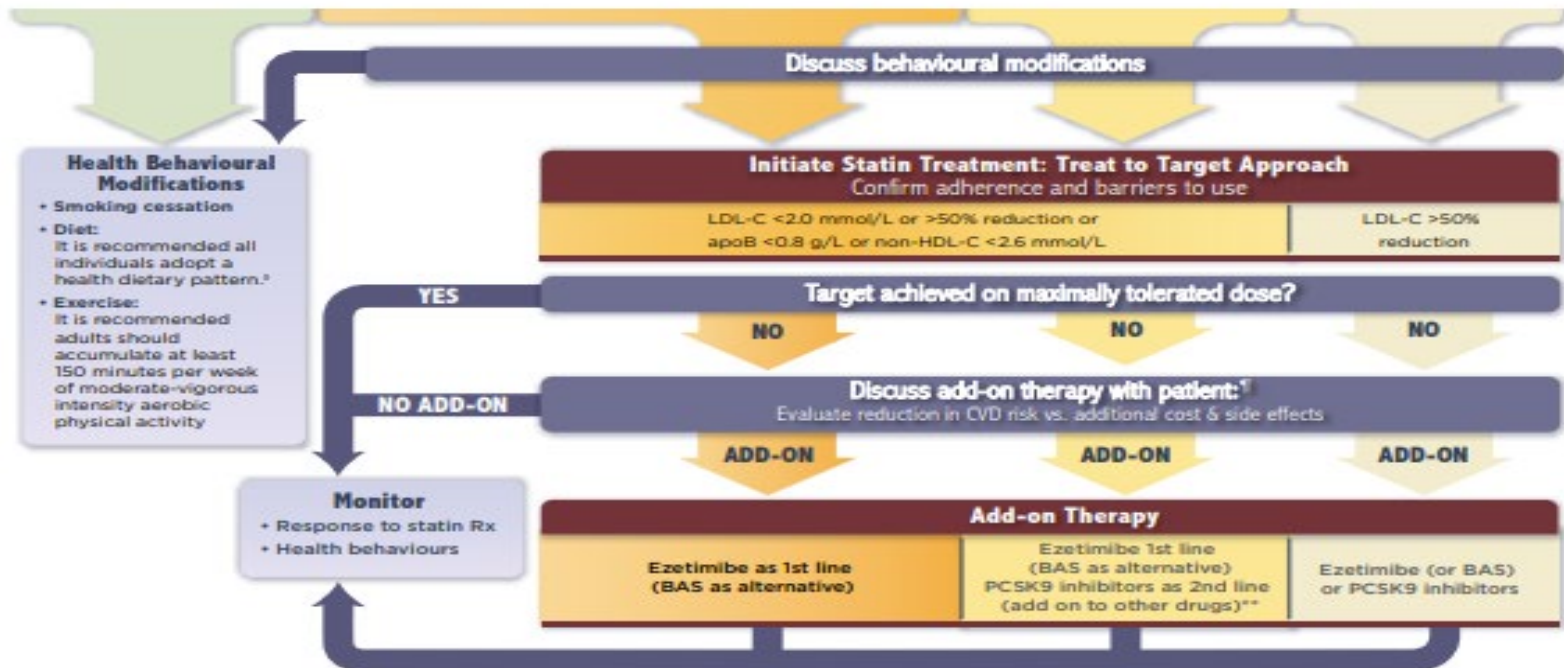 Discuss behavioural modifications
Health Behavioural
Modifications
• Smoking cessation
• Diet:
It is recommended all
individuals adopt a
health dietary pattern.§
• Exercise:
It is recommended
adults should
accumulate at least
150 minutes per week
of moderate-vigorous
intensity aerobic
physical activity
Initiate Statin Treatment: Treat to Target Approach
Confirm adherence and barriers to use
LDL-C <2.0 mmol/L or >50% reduction or
apoB <0.8 g/L or non-HDL-C <2.6 mmol/L
LDL-C >50%
reduction
YES
Target achieved on maximally tolerated dose?
NO
NO
NO
NO ADD-ON
Discuss add-on therapy with patient:¶
Evaluate reduction in CVD risk vs. additional cost & side effects
ADD-ON
ADD-ON
ADD-ON
Monitor
• Response to statin Rx
• Health behaviours
Add-on Therapy
Ezetimibe as 1st line
(BAS as alternative)
Ezetimibe 1st line
(BAS as alternative)
PCSK9 inhibitors as 2nd line
(add on to other drugs)**
Ezetimibe (or BAS)
or PCSK9 inhibitors